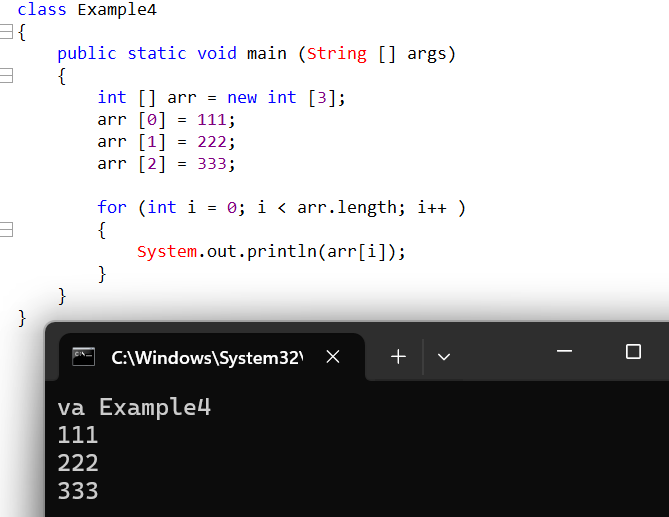 class Example4
{
    public static void main (String [] args)
    {
        int [] arr = new int [3];
        arr [0] = 111;
        arr [1] = 222;
        arr [2] = 333;

        for (int i = 0; i < arr.length; i++ )
        {
            System.out.println(arr[i]);
        }
    }
}
C:\Windows\System32\
va Example4
111
222
333